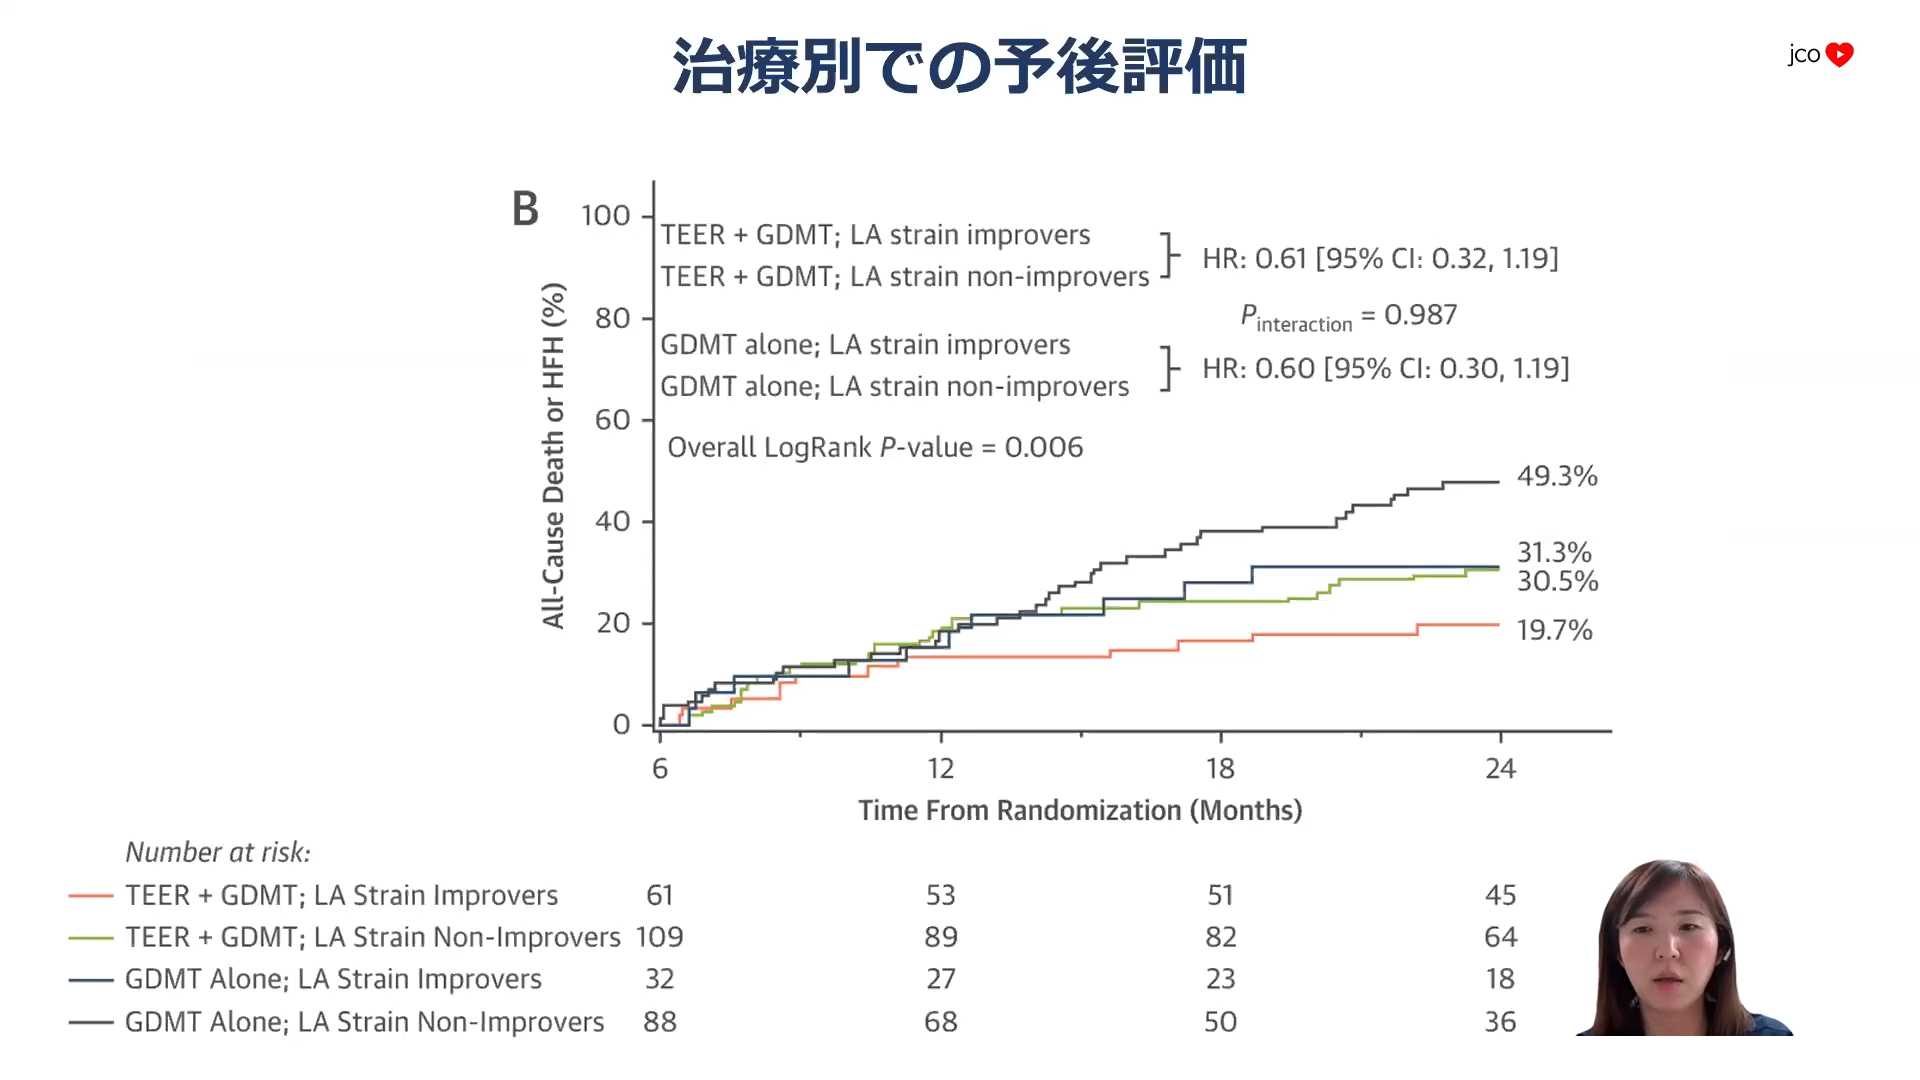 治療別での予後評価
jco
B
100
80
60
40
20
0
All-Cause Death or HFH (%)
TEER + GDMT; LA strain improvers
TEER + GDMT; LA strain non-improvers
HR: 0.61 [95% CI: 0.32, 1.19]
Pinteraction = 0.987
GDMT alone; LA strain improvers
GDMT alone; LA strain non-improvers
HR: 0.60 [95% CI: 0.30, 1.19]
Overall LogRank P-value = 0.006
49.3%
31.3%
30.5%
19.7%
6 12 18 24
Time From Randomization (Months)
Number at risk:
TEER + GDMT; LA Strain Improvers 61 53 51 45
TEER + GDMT; LA Strain Non-Improvers 109 89 82 64
GDMT Alone; LA Strain Improvers 32 27 23 18
GDMT Alone; LA Strain Non-Improvers 88 68 50 36